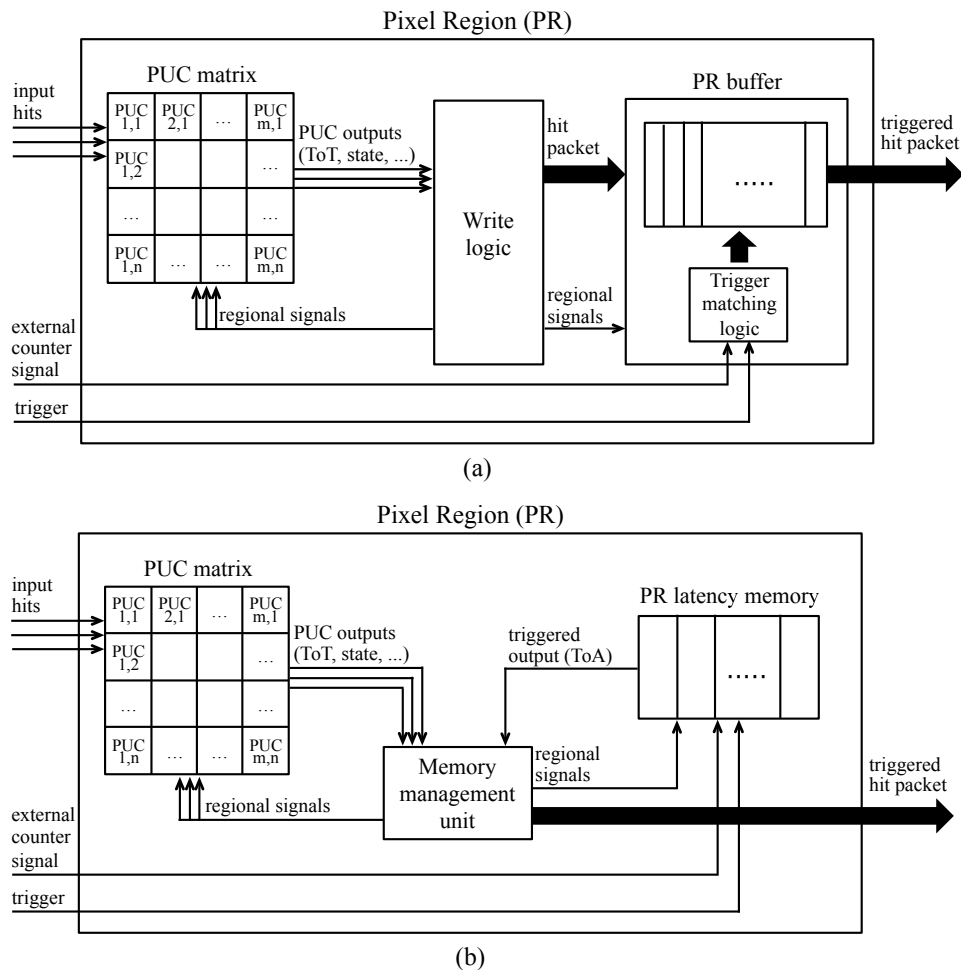 Pixel Region (PR)
PUC matrix
input
hits
PUC
1,1
PUC
2,1
...
PUC
m,1
PUC
1,2
...
...
...
PUC
1,n
...
...
PUC
m,n
PUC outputs
(ToT, state, ...)
regional signals
Write
logic
hit
packet
regional
signals
PR buffer
.....
Trigger
matching
logic
triggered
hit packet
external
counter
signal
trigger
(a)
Pixel Region (PR)
PUC matrix
input
hits
PUC
1,1
PUC
2,1
...
PUC
m,1
PUC
1,2
...
...
...
PUC
1,n
...
...
PUC
m,n
PUC outputs
(ToT, state, ...)
triggered
output (ToA)
PR latency memory
.....
Memory
management
unit
regional
signals
regional signals
triggered
hit packet
external
counter
signal
trigger
(b)